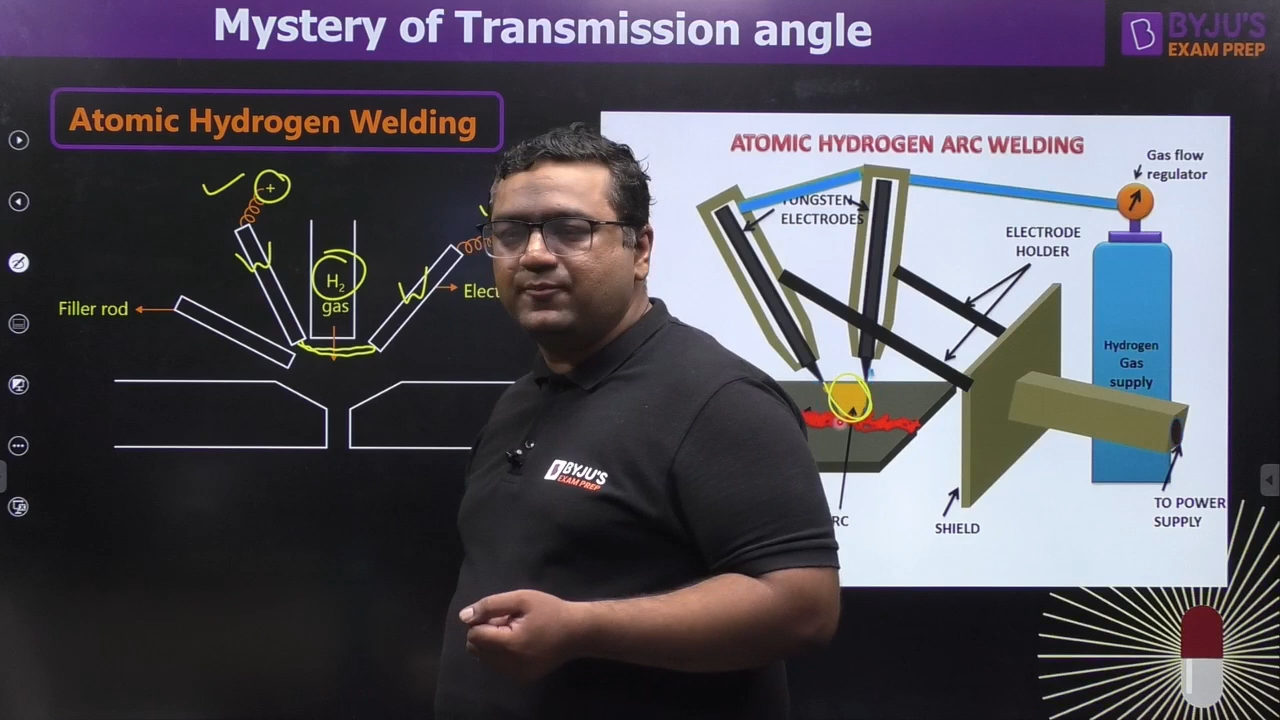 Mystery of Transmission angle
BYJU'S
EXAM PREP
Atomic Hydrogen Welding
+
H2
gas
Filler rod
ATOMIC HYDROGEN ARC WELDING
Gas flow
regulator
TUNGSTEN
ELECTRODES
ELECTRODE
HOLDER
Hydrogen
Gas
supply
SHIELD
TO POWER
SUPPLY
BYJU'S
EXAM PREP